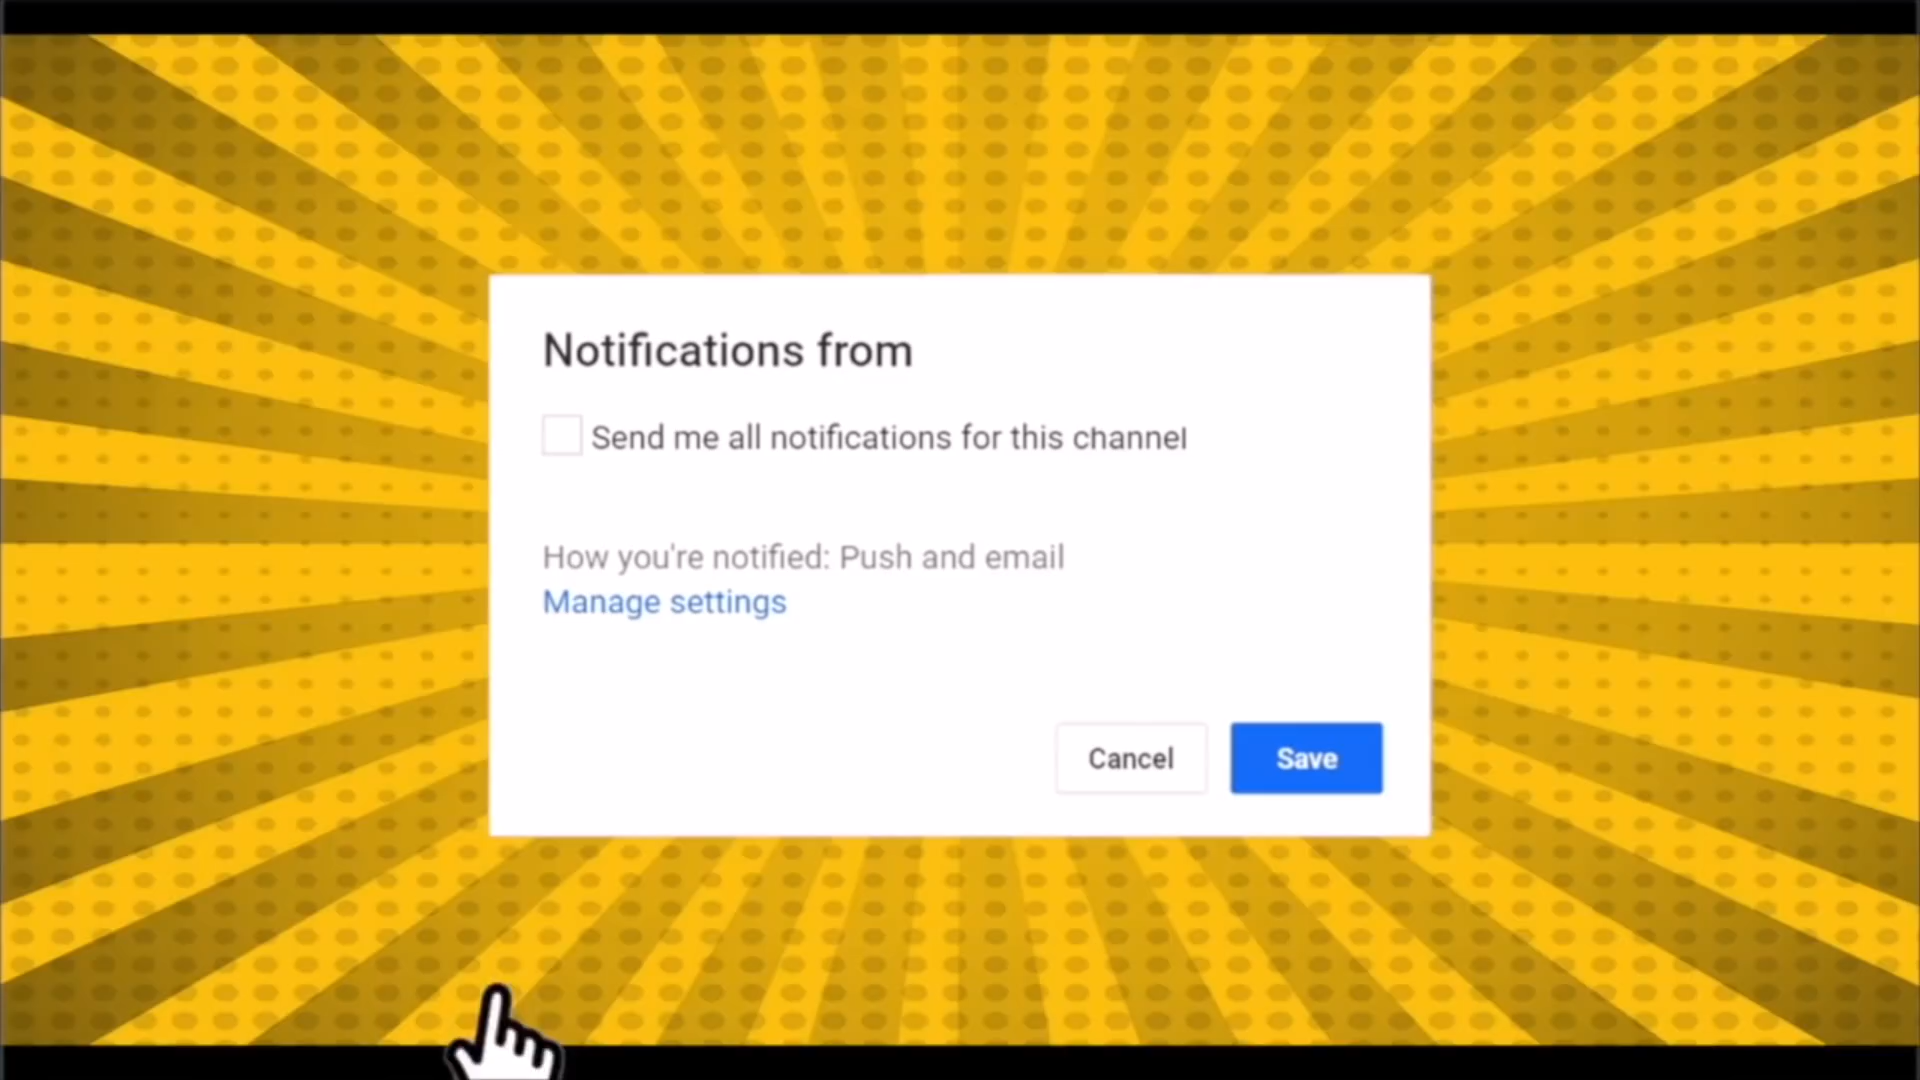 Notifications from
Send me all notifications for this channel
How you're notified: Push and email
Manage settings
Cancel
Save